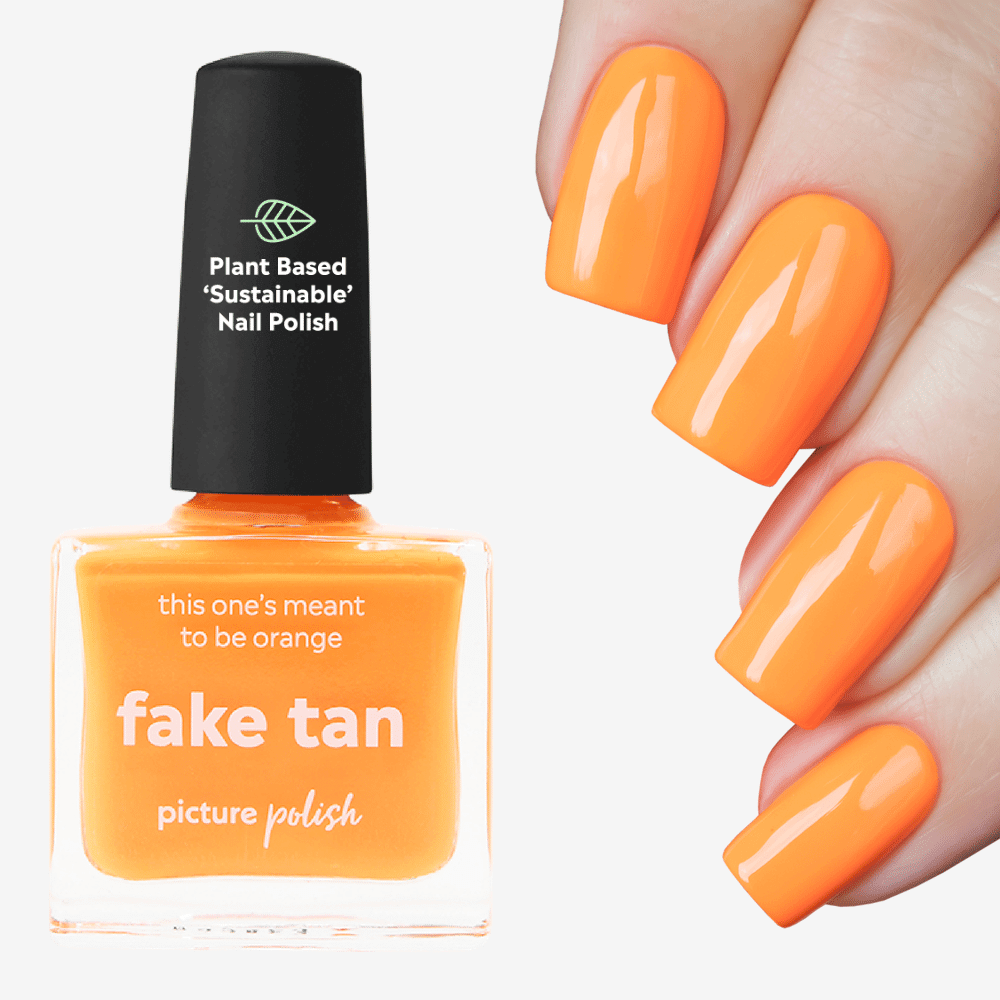 Plant Based
‘Sustainable’
Nail Polish
this one's meant
to be orange
fake tan
picture polish